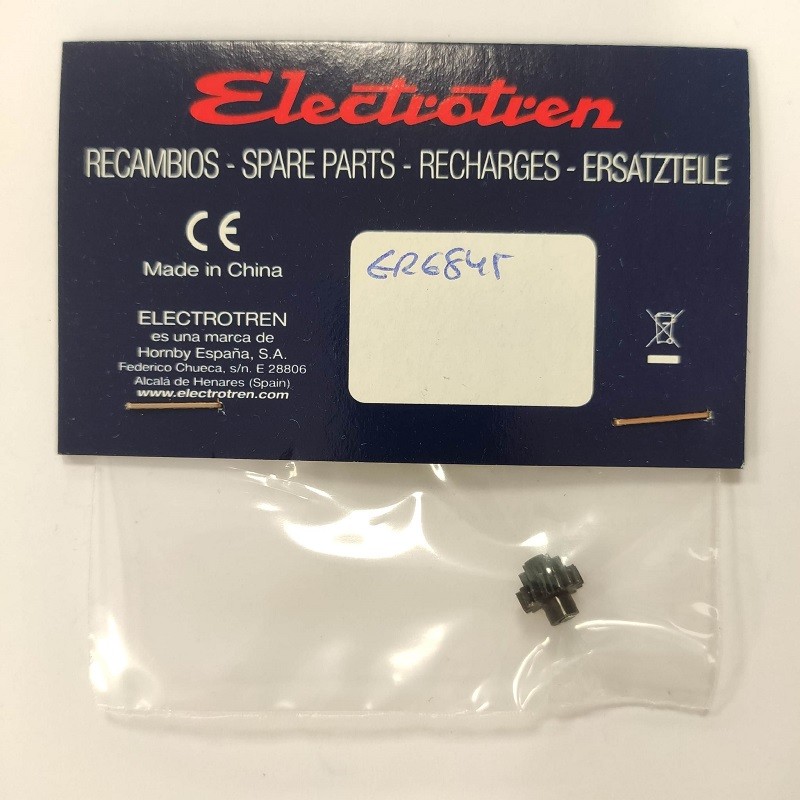 Electrotren
RECAMBIOS - SPARE PARTS - RECHARGES - ERSATZTEILE
CE
Made in China
ELECTROTREN
es una marca de
Hornby España, S.A.
Federico Chueca, s/n. E 28806
Alcalá de Henares (Spain)
www.electrotren.com